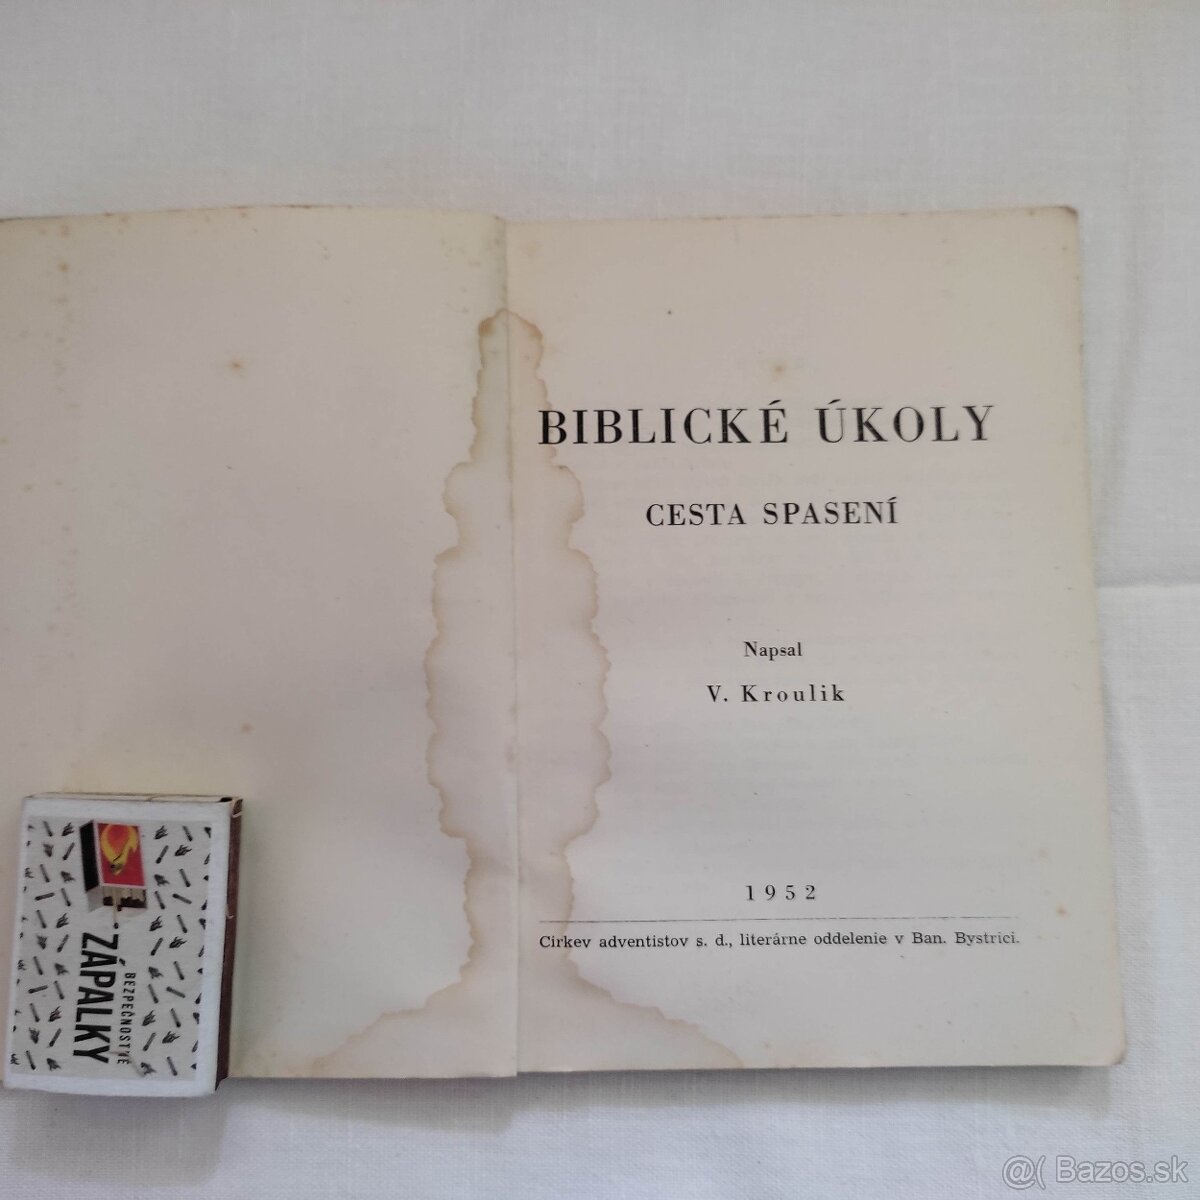 BIBLICKÉ ÚKOLY
CESTA SPASENÍ
Napsal
V. Kroulik
1952
Církev adventistov s. d., literárne oddelenie v Ban. Bystrici.
BEZPEČNOSTNÉ
ZÁPALKY
@( Bazos.sk